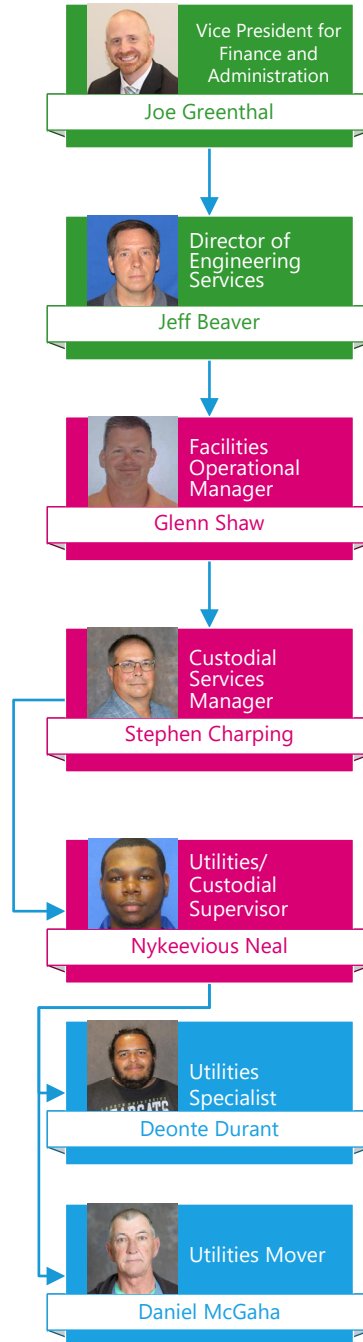 Vice President for
Finance and
Administration
Joe Greenthal
Director of
Engineering
Services
Jeff Beaver
Facilities
Operational
Manager
Glenn Shaw
Custodial
Services
Manager
Stephen Charping
Utilities/
Custodial
Supervisor
Nykeevious Neal
Utilities
Specialist
Deonte Durant
Utilities Mover
Daniel McGaha